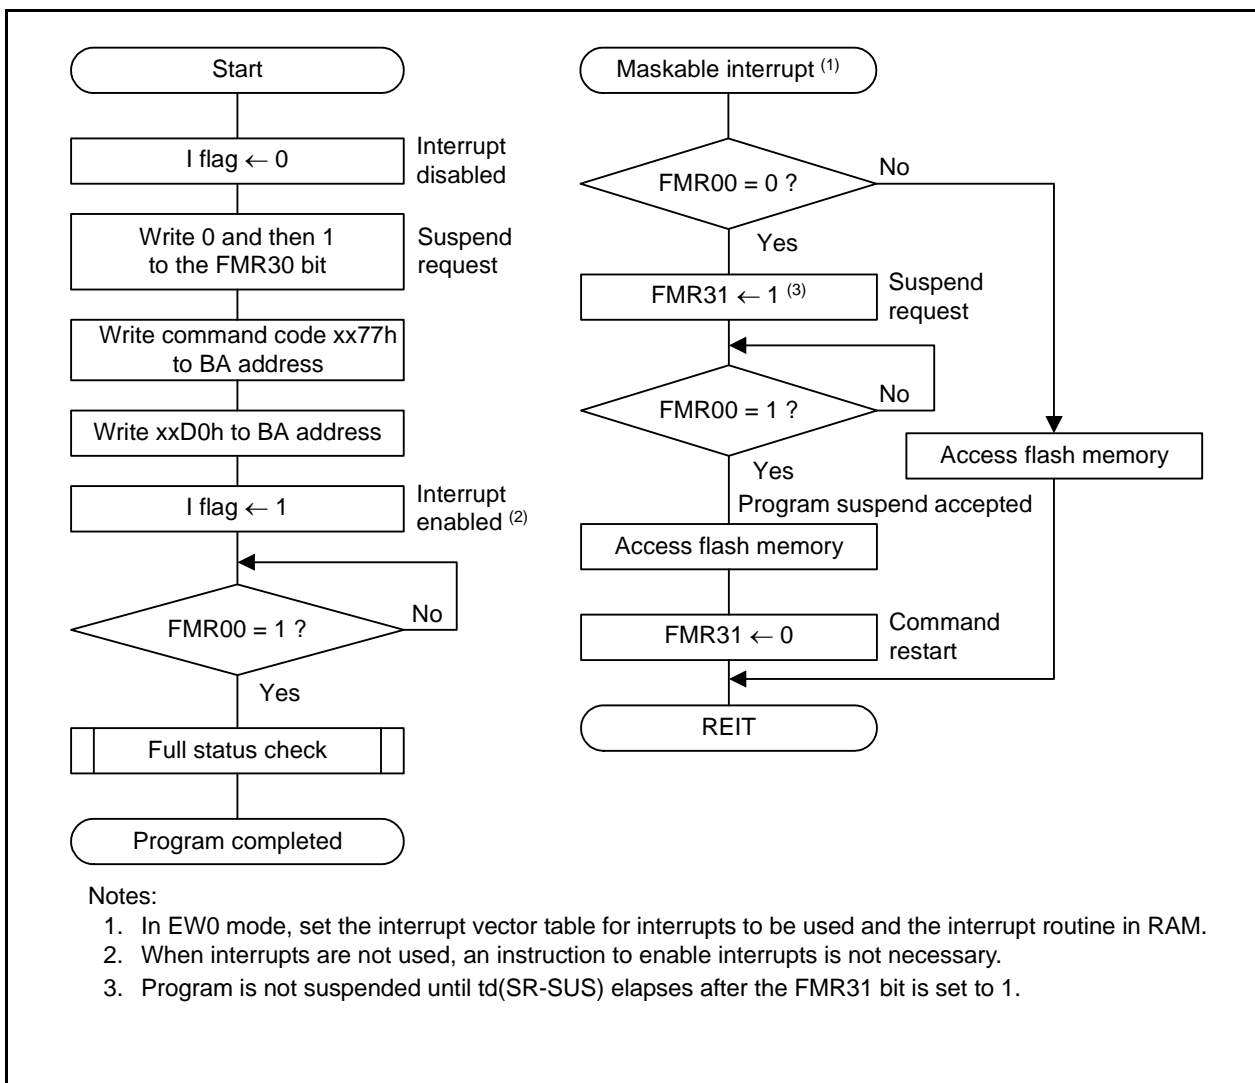 Start
I flag ← 0
Interrupt
disabled
Write 0 and then 1
to the FMR30 bit
Suspend
request
Write command code xx77h
to BA address
Write xxD0h to BA address
I flag ← 1
Interrupt
enabled (2)
FMR00 = 1 ?
No
Yes
Full status check
Program completed
Maskable interrupt (1)
FMR00 = 0 ?
No
Yes
FMR31 ← 1 (3)
Suspend
request
FMR00 = 1 ?
No
Yes
Program suspend accepted
Access flash memory
Access flash memory
FMR31 ← 0
Command
restart
REIT
Notes:
1. In EW0 mode, set the interrupt vector table for interrupts to be used and the interrupt routine in RAM.
2. When interrupts are not used, an instruction to enable interrupts is not necessary.
3. Program is not suspended until td(SR-SUS) elapses after the FMR31 bit is set to 1.